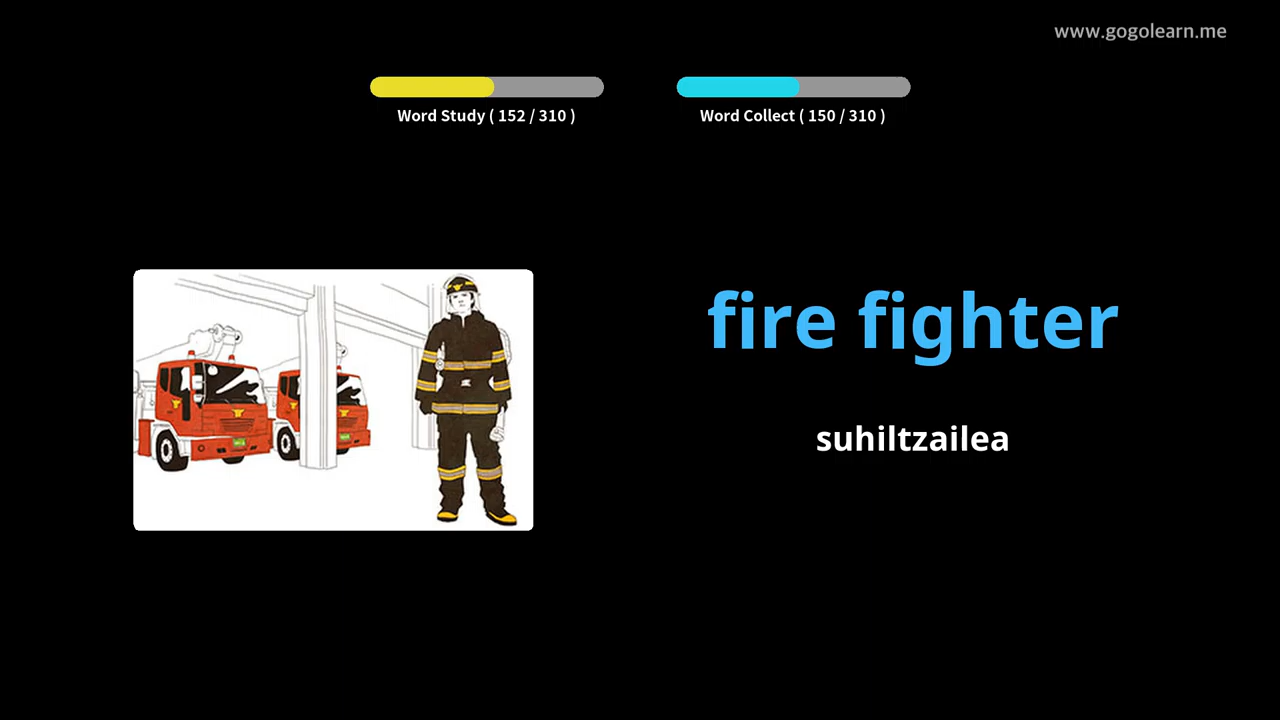 www.gogolearn.me
Word Study ( 152 / 310 )
Word Collect ( 150 / 310 )
fire fighter
suhiltzailea